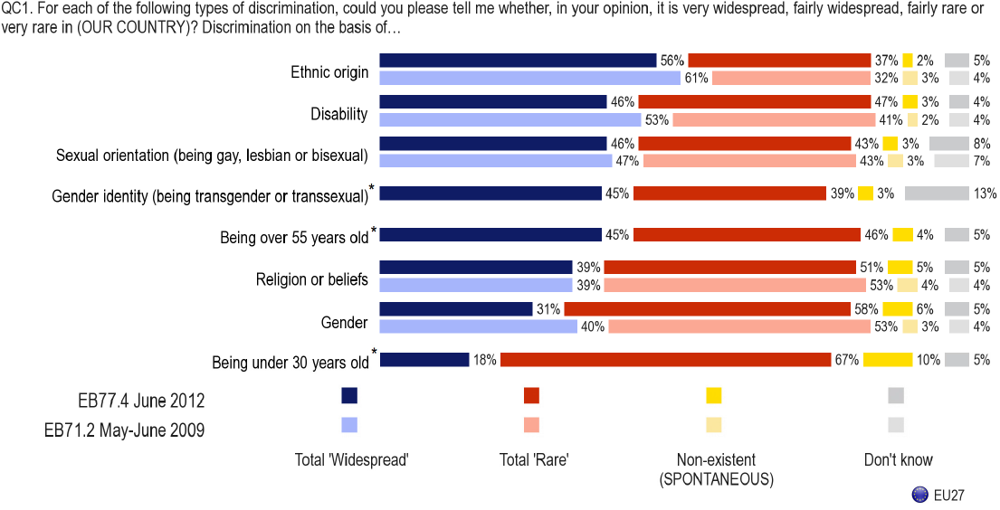 QC1. For each of the following types of discrimination, could you please tell me whether, in your opinion, it is very widespread, fairly widespread, fairly rare or
very rare in (OUR COUNTRY)? Discrimination on the basis of…
Ethnic origin
56% 37% 2% 5%
61% 32% 3% 4%
Disability
46% 47% 3% 4%
53% 41% 2% 4%
Sexual orientation (being gay, lesbian or bisexual)
46% 43% 3% 8%
47% 43% 3% 7%
Gender identity (being transgender or transsexual)* 45% 39% 3% 13%
Being over 55 years old* 45% 46% 4% 5%
Religion or beliefs
39% 51% 5% 5%
39% 53% 4% 4%
Gender
31% 58% 6% 5%
40% 53% 3% 4%
Being under 30 years old* 18% 67% 10% 5%
EB77.4 June 2012
EB71.2 May-June 2009
Total 'Widespread' Total 'Rare' Non-existent Don't know
(SPONTANEOUS)
EU27